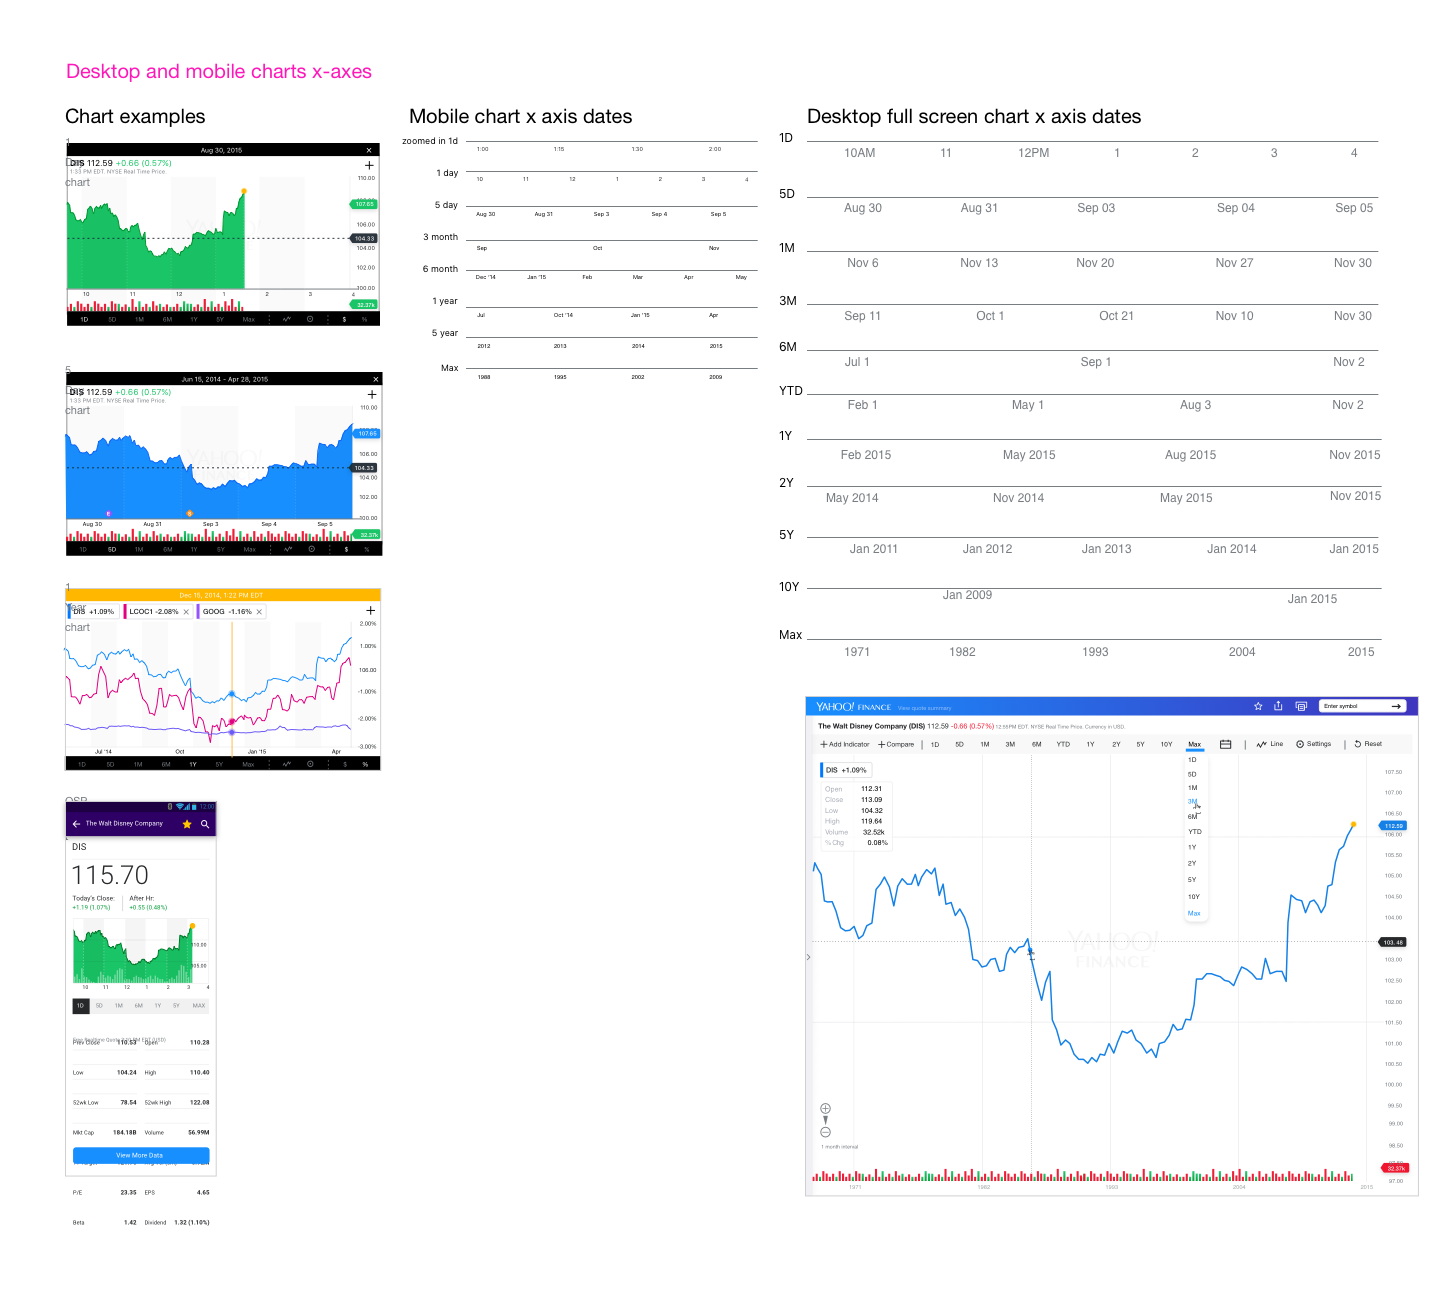 Desktop and mobile charts x-axes
Chart examples
Mobile chart x axis dates
Desktop full screen chart x axis dates
1
Day
chart
Aug 30, 2015 ×
DIS 112.59 +0.66 (0.57%) +
1:33 PM EDT. NYSE Real Time Price.
110.00
107.65
106.00
104.33
104.00
102.00
100.00
10 11 12 1 2 3 4
32.37k
1D 5D 1M 6M 1Y 5Y Max $ %
5
Day
chart
Jun 15, 2014 - Apr 28, 2015 ×
DIS 112.59 +0.66 (0.57%) +
1:33 PM EDT. NYSE Real Time Price.
110.00
107.65
106.00
104.33
104.00
102.00
100.00
YAHOO!
FINANCE
Aug 30 Aug 31 Sep 3 Sep 4 Sep 5
32.37k
1D 5D 1M 6M 1Y 5Y Max $ %
1
Year
chart
Dec 15, 2014, 1:22 PM EDT
DIS +1.09% LCOC1 -2.08% × GOOG -1.16% × +
2.00%
1.00%
106.00
-1.00%
-2.00%
-3.00%
Jul '14 Oct Jan '15 Apr
1D 5D 1M 6M 1Y 5Y Max $ %
QSP
12:00
The Walt Disney Company
DIS
115.70
Today's Close: After Hr:
+1.19 (1.07%) +0.55 (0.48%)
110.00
105.00
10 11 12 1 2 3 4
1D 5D 1M 6M 1Y 5Y MAX
Prev Close 110.53 Open 110.28
Low 104.24 High 110.40
52wk Low 78.54 52wk High 122.08
Mkt Cap 184.18B Volume 56.99M
View More Data
P/E 23.35 EPS 4.65
Beta 1.42 Dividend 1.32 (1.10%)
zoomed in 1d
1:00 1:15 1:30 2:00
1 day
10 11 12 1 2 3 4
5 day
Aug 30 Aug 31 Sep 3 Sep 4 Sep 5
3 month
Sep Oct Nov
6 month
Dec '14 Jan '15 Feb Mar Apr May
1 year
Jul Oct '14 Jan '15 Apr
5 year
2012 2013 2014 2015
Max
1988 1995 2002 2009
1D
10AM 11 12PM 1 2 3 4
5D
Aug 30 Aug 31 Sep 03 Sep 04 Sep 05
1M
Nov 6 Nov 13 Nov 20 Nov 27 Nov 30
3M
Sep 11 Oct 1 Oct 21 Nov 10 Nov 30
6M
Jul 1 Sep 1 Nov 2
YTD
Feb 1 May 1 Aug 3 Nov 2
1Y
Feb 2015 May 2015 Aug 2015 Nov 2015
2Y
May 2014 Nov 2014 May 2015 Nov 2015
5Y
Jan 2011 Jan 2012 Jan 2013 Jan 2014 Jan 2015
10Y
Jan 2009 Jan 2015
Max
1971 1982 1993 2004 2015
YAHOO! FINANCE View quote summary Enter symbol
The Walt Disney Company (DIS) 112.59 -0.66 (0.57%) 12:55PM EDT. NYSE Real Time Price. Currency in USD.
Add Indicator Compare 1D 5D 1M 3M 6M YTD 1Y 2Y 5Y 10Y Max Line Settings Reset
DIS +1.09%
Open 112.31
Close 113.09
Low 104.32
High 119.64
Volume 32.52k
% Chg 0.08%
1D
5D
1M
3M
6M
YTD
1Y
2Y
5Y
10Y
Max
YAHOO!
FINANCE
107.50
107.00
106.50
112.59
106.00
105.00
104.50
104.00
103.48
103.00
102.50
102.00
101.50
101.00
100.50
100.00
99.50
99.00
98.50
32.37k
97.00
1 month interval
1971 1982 1993 2004 2015